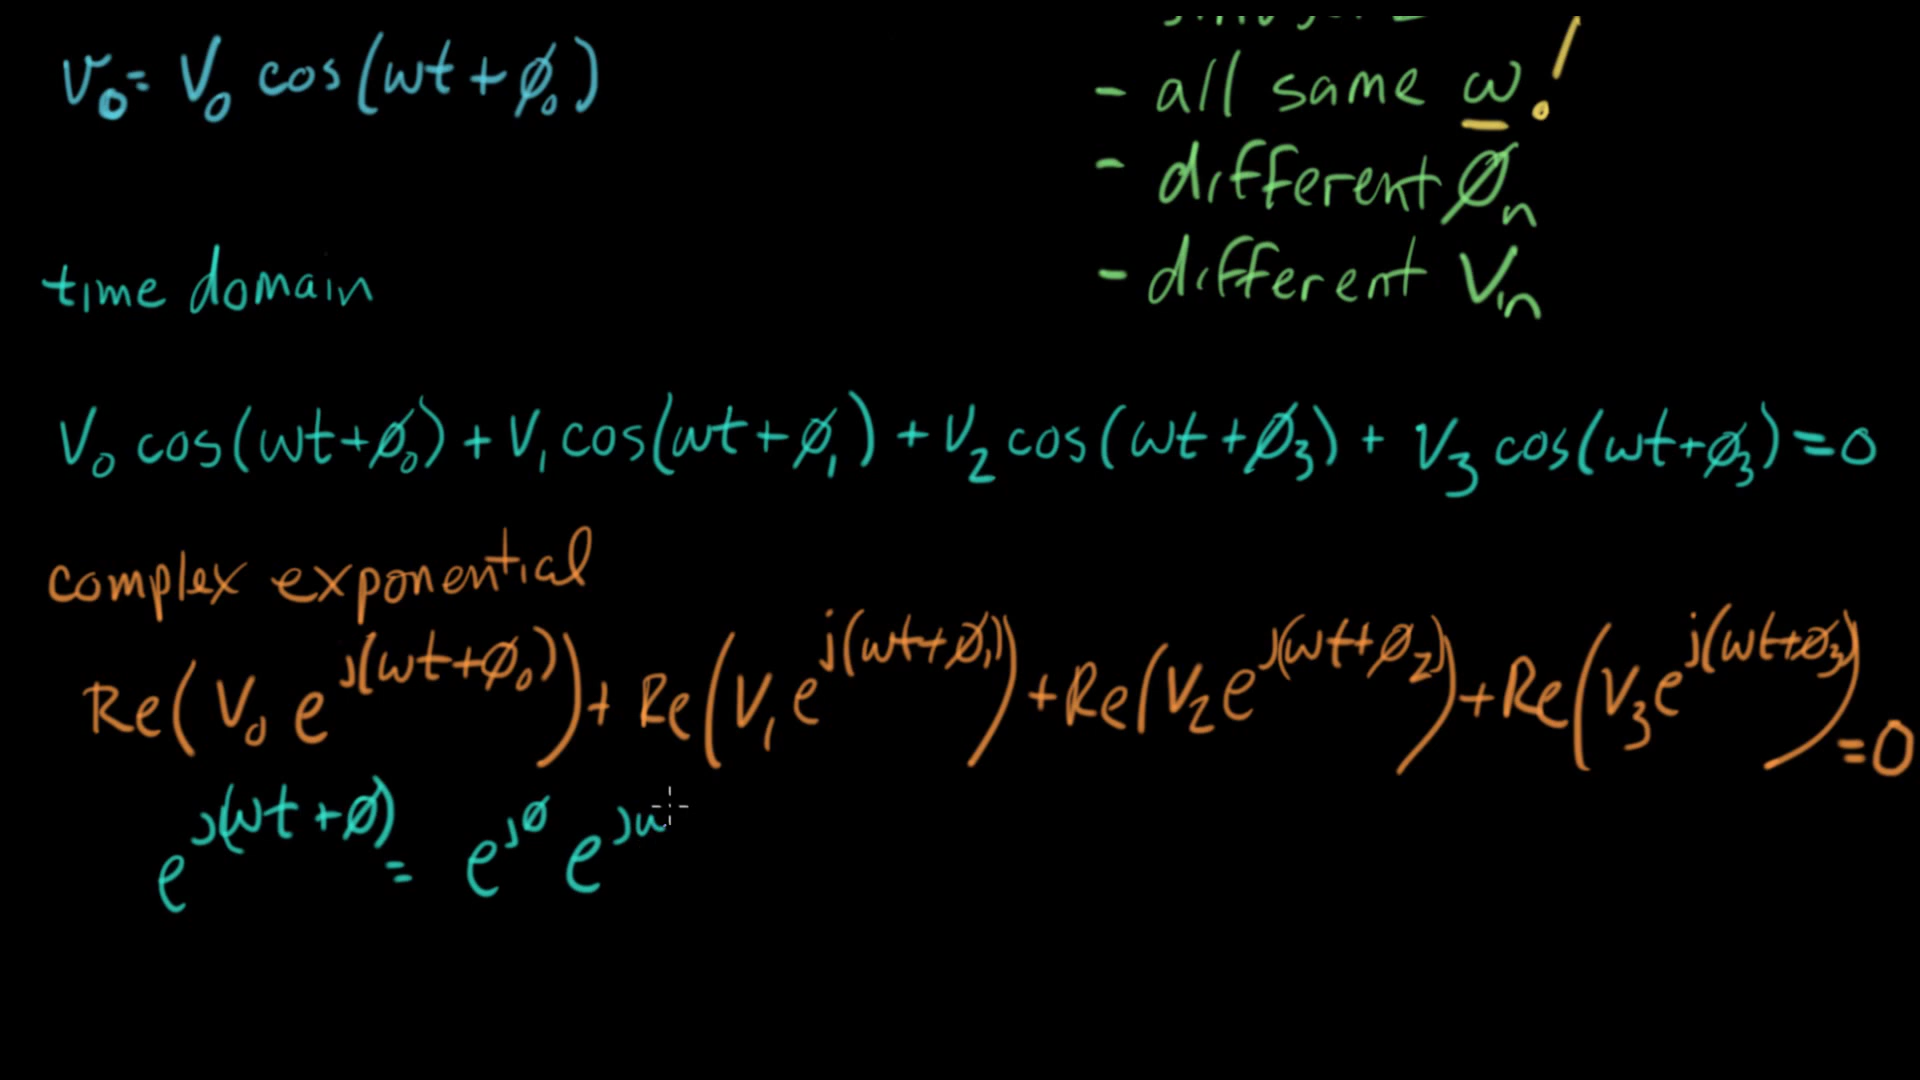 v₀ = V₀ cos(ωt + ϕ₀)
- all same ω !
- different ϕₙ
- different Vₙ
time domain
V₀ cos(ωt+ϕ₀) + V₁ cos(ωt+ϕ₁) + V₂ cos(ωt+ϕ₃) + V₃ cos(ωt+ϕ₃) = 0
complex exponential
Re(V₀ e^j(ωt+ϕ₀)) + Re(V₁ e^j(ωt+ϕ₁)) + Re(V₂ e^j(ωt+ϕ₂)) + Re(V₃ e^j(ωt+ϕ₃)) = 0
e^j(ωt+ϕ) = e^jϕ e^jω